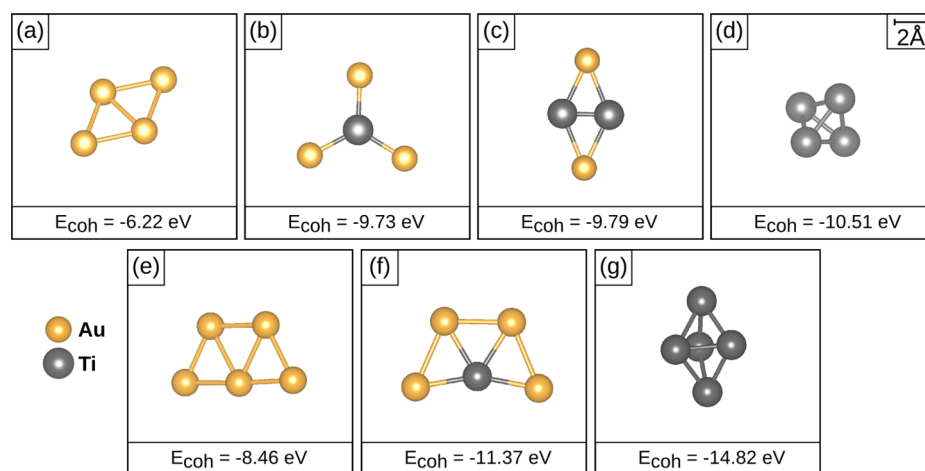 (a)
(b)
(c)
(d)
2Å
E_coh = -6.22 eV
E_coh = -9.73 eV
E_coh = -9.79 eV
E_coh = -10.51 eV
(e)
(f)
(g)
Au
Ti
E_coh = -8.46 eV
E_coh = -11.37 eV
E_coh = -14.82 eV